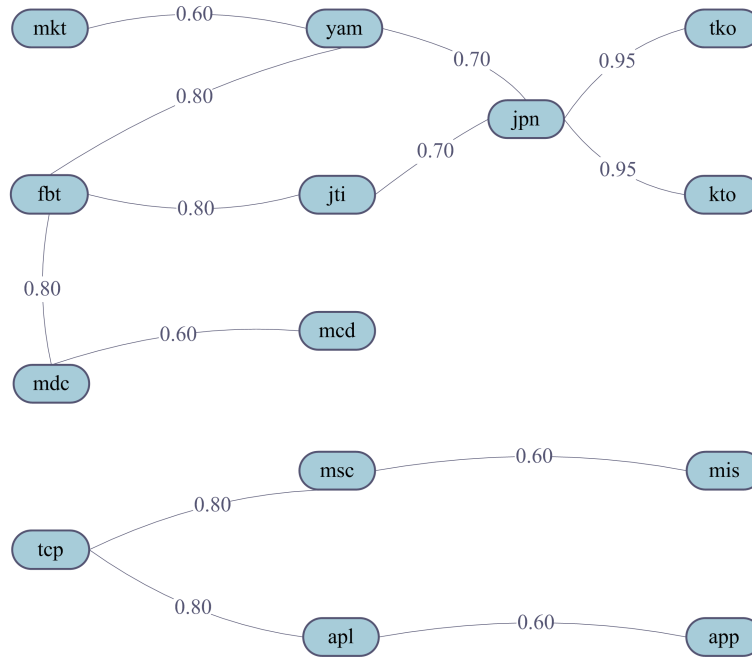 mkt 0.60 yam tko
0.70 0.95
0.80 jpn
0.70 0.95
fbt 0.80 jti kto
0.80
0.60 mcd
mdc
msc 0.60 mis
0.80
tcp
0.80
apl 0.60 app